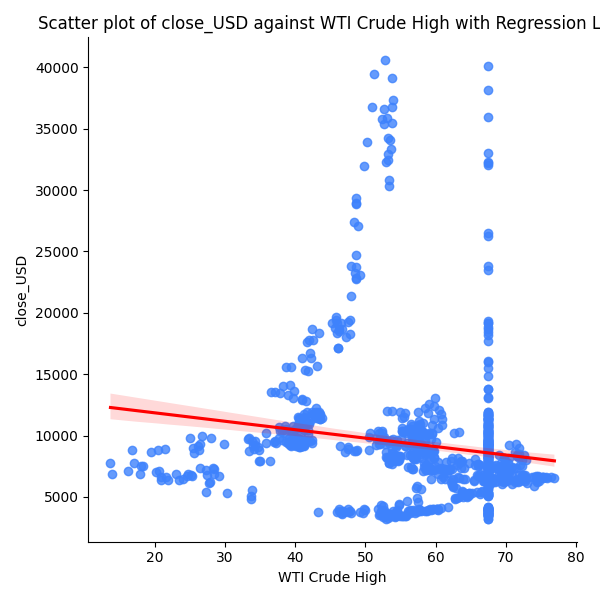 Scatter plot of close_USD against WTI Crude High with Regression L
40000
35000
30000
25000
20000
15000
10000
5000
close_USD
20 30 40 50 60 70 80
WTI Crude High